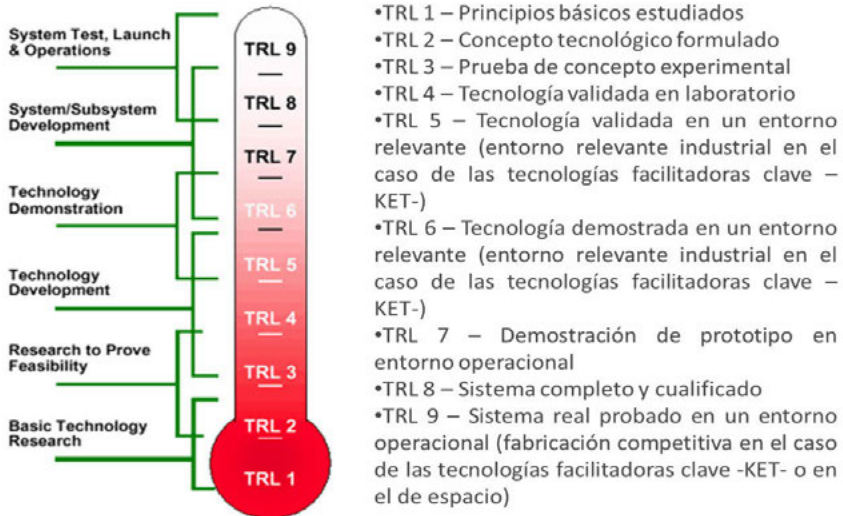 System Test, Launch
& Operations
System/Subsystem
Development
Technology
Demonstration
Technology
Development
Research to Prove
Feasibility
Basic Technology
Research
TRL 9
TRL 8
TRL 7
TRL 6
TRL 5
TRL 4
TRL 3
TRL 2
TRL 1
•TRL 1 – Principios básicos estudiados
•TRL 2 – Concepto tecnológico formulado
•TRL 3 – Prueba de concepto experimental
•TRL 4 – Tecnología validada en laboratorio
•TRL 5 – Tecnología validada en un entorno
relevante (entorno relevante industrial en el
caso de las tecnologías facilitadoras clave –
KET-)
•TRL 6 – Tecnología demostrada en un entorno
relevante (entorno relevante industrial en el
caso de las tecnologías facilitadoras clave –
KET-)
•TRL 7 – Demostración de prototipo en
entorno operacional
•TRL 8 – Sistema completo y cualificado
•TRL 9 – Sistema real probado en un entorno
operacional (fabricación competitiva en el caso
de las tecnologías facilitadoras clave -KET- o en
el de espacio)